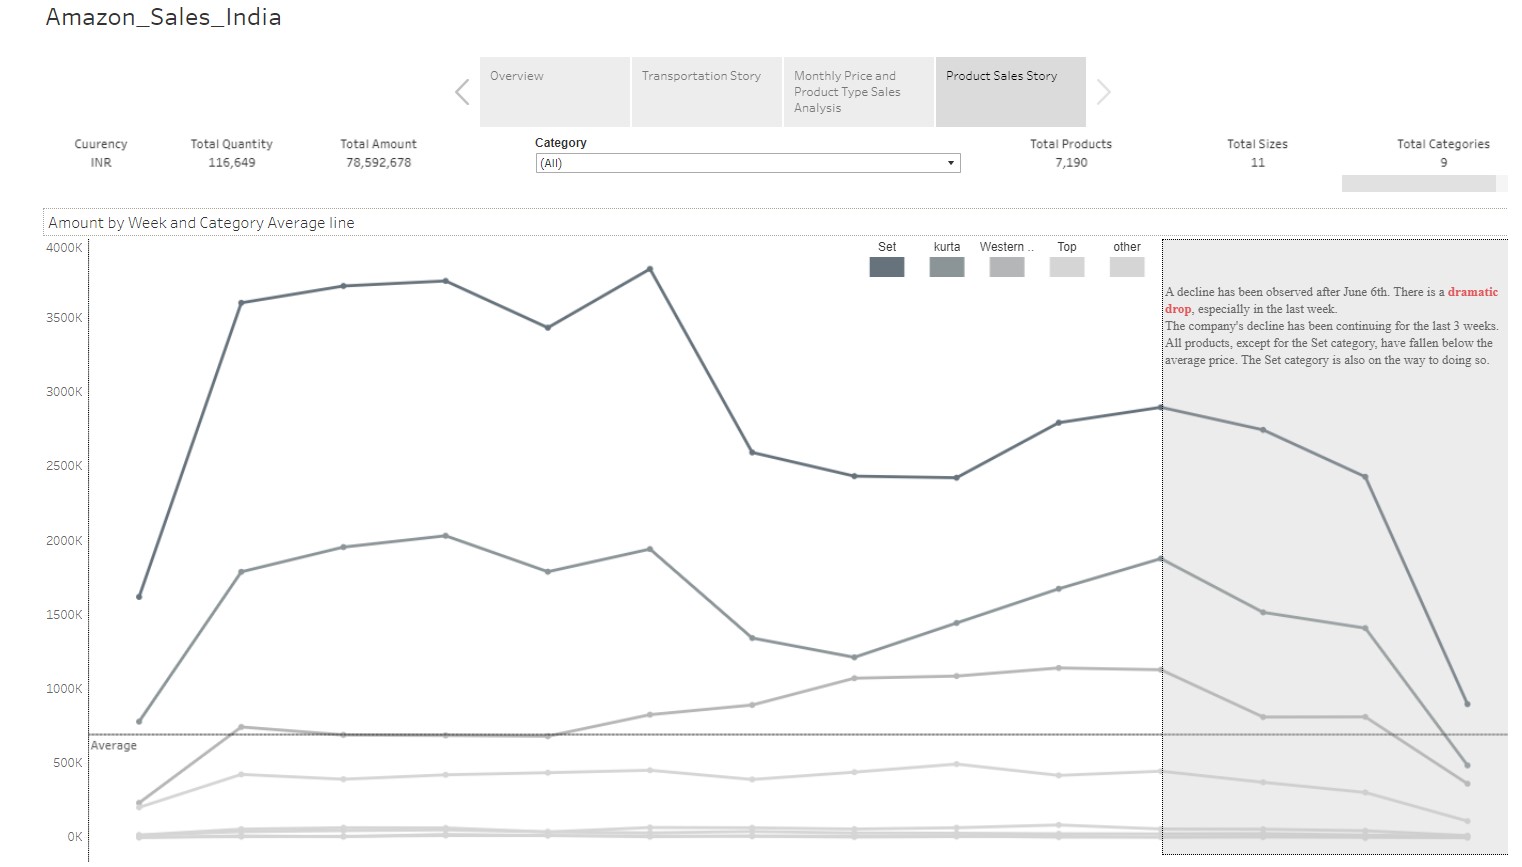 Amazon_Sales_India
Overview
Transportation Story
Monthly Price and
Product Type Sales
Analysis
Product Sales Story
Cuurency
INR
Total Quantity
116,649
Total Amount
78,592,678
Category
(All)
Total Products
7,190
Total Sizes
11
Total Categories
9
Amount by Week and Category Average line
4000K
3500K
3000K
2500K
2000K
1500K
1000K
500K
0K
Average
Set
kurta
Western ..
Top
other
A decline has been observed after June 6th. There is a dramatic
drop, especially in the last week.
The company's decline has been continuing for the last 3 weeks.
All products, except for the Set category, have fallen below the
average price. The Set category is also on the way to doing so.